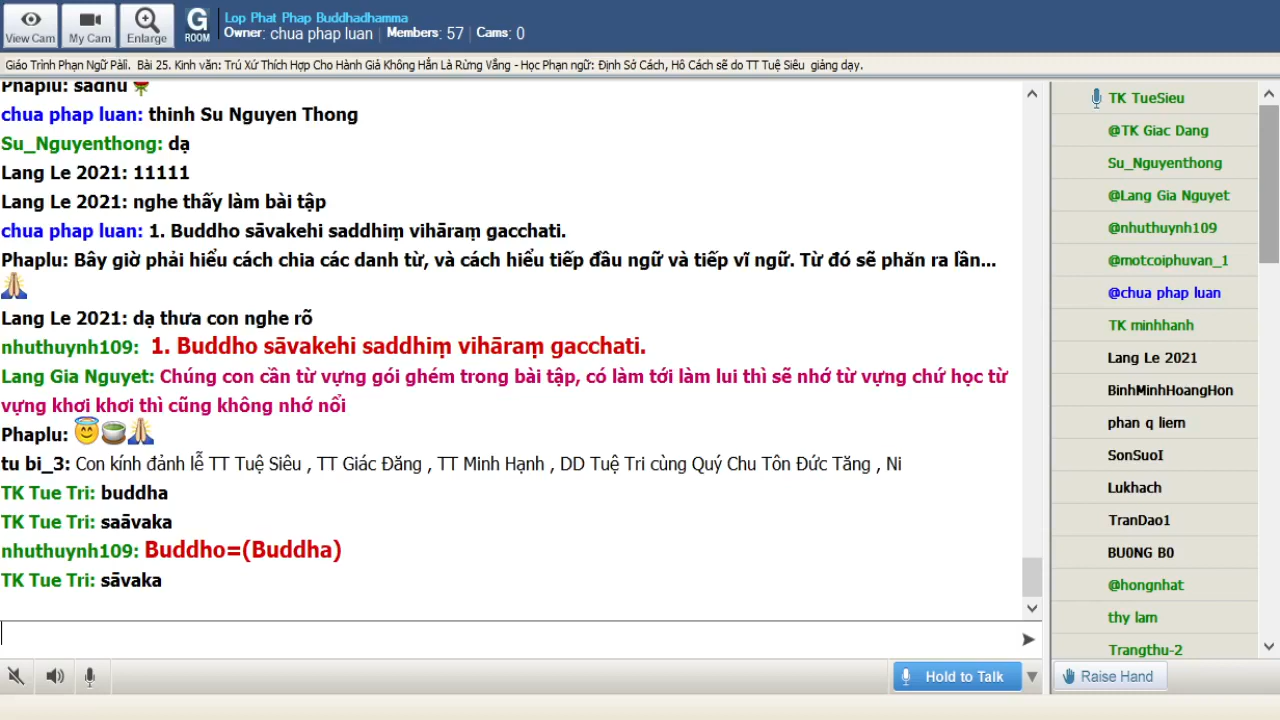 View Cam
My Cam
Enlarge
G
ROOM
Lop Phat Phap Buddhadhamma
Owner: chua phap luan | Members: 57 | Cams: 0
Giáo Trình Phạn Ngữ Pàli. Bài 25. Kinh văn: Trú Xứ Thích Hợp Cho Hành Giả Không Hẳn Là Rừng Vắng - Học Phạn ngữ: Định Sở Cách, Hô Cách sẽ do TT Tuệ Siêu giảng dạy.
Phaplu: sadhu
chua phap luan: thinh Su Nguyen Thong
Su_Nguyenthong: dạ
Lang Le 2021: 11111
Lang Le 2021: nghe thấy làm bài tập
chua phap luan: 1. Buddho sāvakehi saddhiṃ vihāraṃ gacchati.
Phaplu: Bây giờ phải hiểu cách chia các danh từ, và cách hiểu tiếp đầu ngữ và tiếp vĩ ngữ. Từ đó sẽ phăn ra lần...
Lang Le 2021: dạ thưa con nghe rõ
nhuthuynh109: 1. Buddho sāvakehi saddhiṃ vihāraṃ gacchati.
Lang Gia Nguyet: Chúng con cần từ vựng gói ghém trong bài tập, có làm tới làm lui thì sẽ nhớ từ vựng chứ học từ
vựng khơi khơi thì cũng không nhớ nổi
Phaplu:
tu bi_3: Con kính đảnh lễ TT Tuệ Siêu , TT Giác Đăng , TT Minh Hạnh , DD Tuệ Tri cùng Quý Chu Tôn Đức Tăng , Ni
TK Tue Tri: buddha
TK Tue Tri: saāvaka
nhuthuynh109: Buddho=(Buddha)
TK Tue Tri: sāvaka
Hold to Talk
TK TueSieu
@TK Giac Dang
Su_Nguyenthong
@Lang Gia Nguyet
@nhuthuynh109
@motcoiphuvan_1
@chua phap luan
TK minhhanh
Lang Le 2021
BinhMinhHoangHon
phan q liem
SonSuoI
Lukhach
TranDao1
BU0NG B0
@hongnhat
thy lam
Trangthu-2
Raise Hand